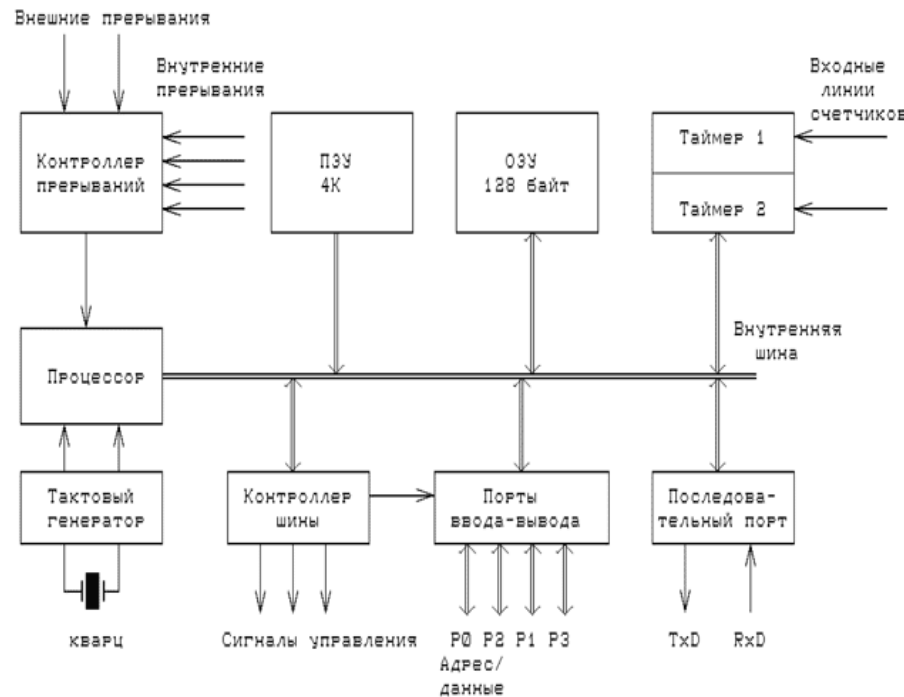 Внешние прерывания
Внутренние
прерывания
Входные
линии
счетчиков
Контроллер
прерываний
ПЗУ
4К
ОЗУ
128 байт
Таймер 1
Таймер 2
Внутренняя
шина
Процессор
Тактовый
генератор
Контроллер
шины
Порты
ввода-вывода
Последова-
тельный порт
кварц
Сигналы управления
P0 P2 P1 P3
Адрес/
данные
TxD
RxD